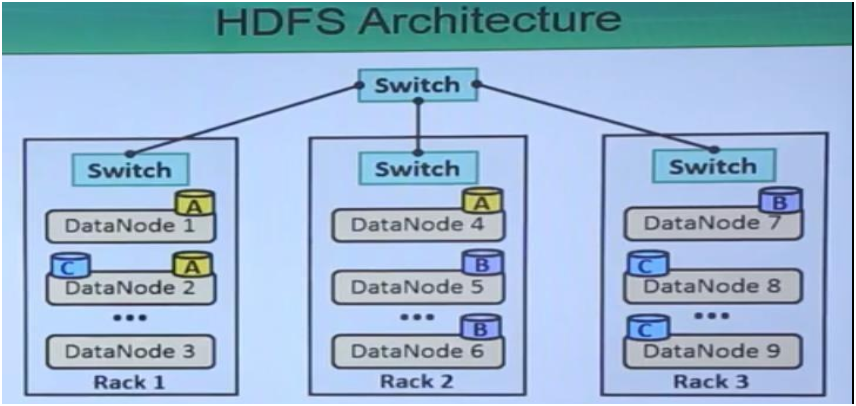 HDFS Architecture
Switch
Switch
A
DataNode 1
C
A
DataNode 2
•••
DataNode 3
Rack 1
Switch
A
DataNode 4
B
DataNode 5
•••
B
DataNode 6
Rack 2
Switch
B
DataNode 7
C
DataNode 8
•••
C
DataNode 9
Rack 3